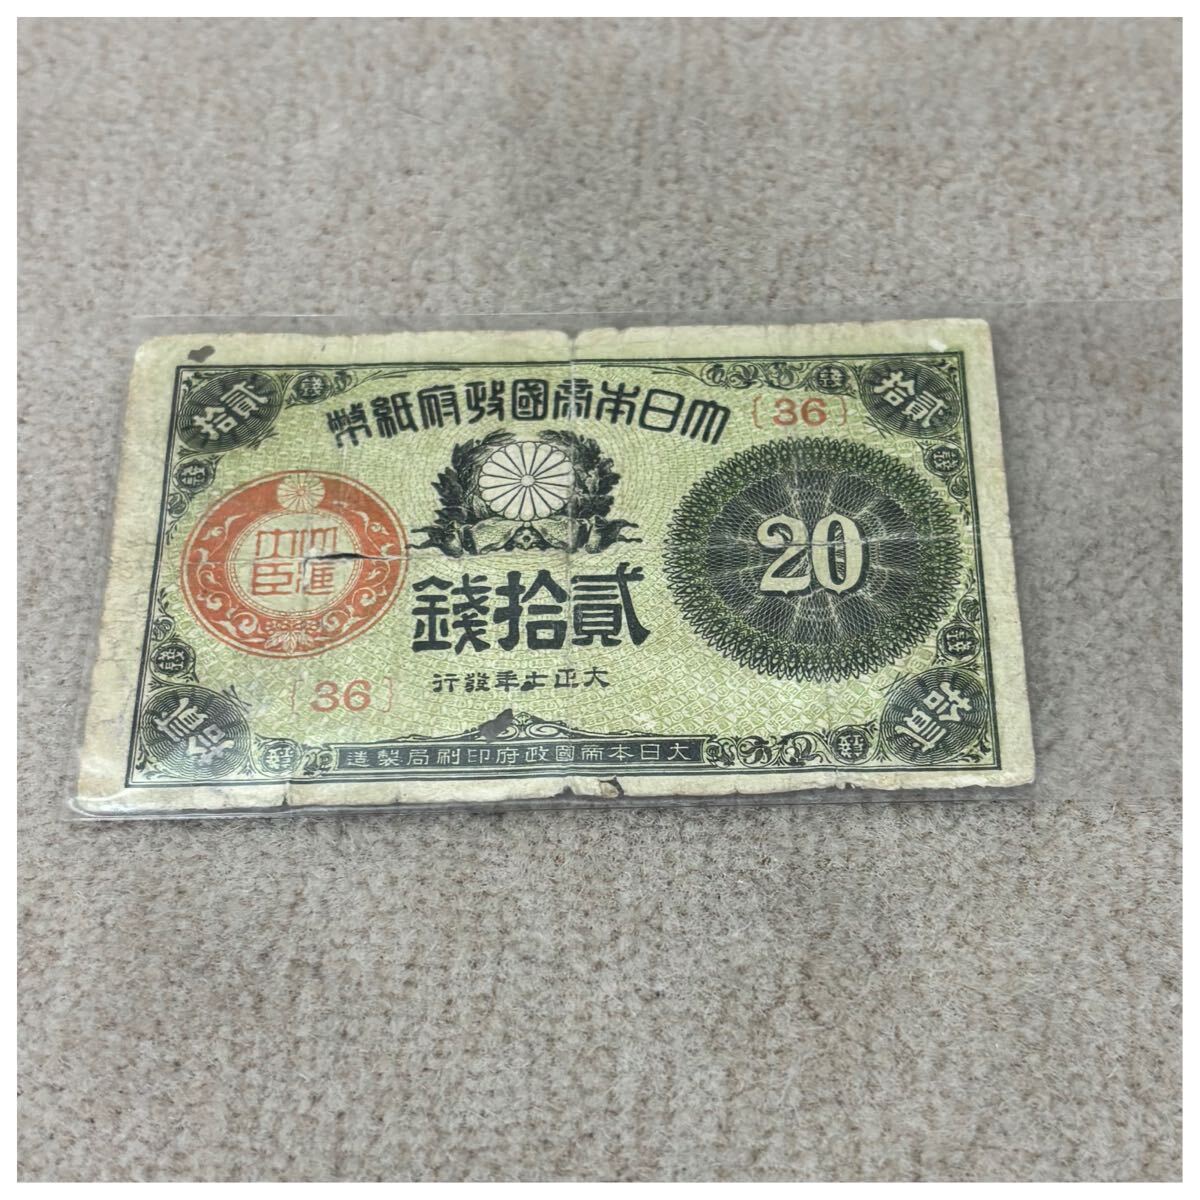 幣紙府政國帝本日大
〔36〕
20
大藏
大臣
錢拾貳
行發年七正大
〔36〕
造製局刷印府政國帝本日大
貳拾
貳拾
貳拾
貳拾
錢
錢
錢
錢